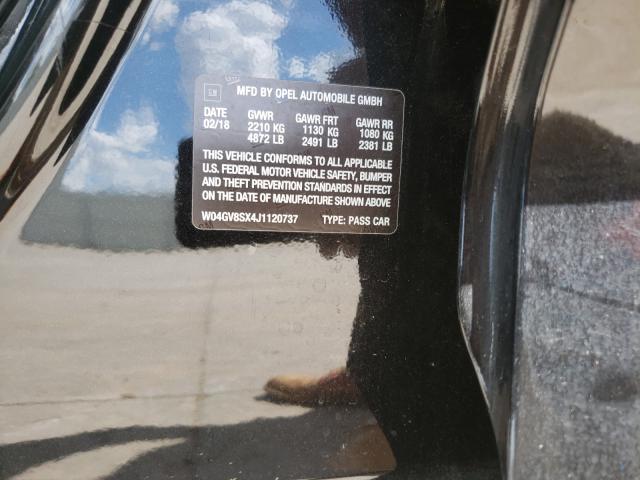 GM
MFD BY OPEL AUTOMOBILE GMBH
DATE GVWR GAWR FRT GAWR RR
02/18 2210 KG 1130 KG 1080 KG
4872 LB 2491 LB 2381 LB
THIS VEHICLE CONFORMS TO ALL APPLICABLE
U.S. FEDERAL MOTOR VEHICLE SAFETY, BUMPER
AND THEFT PREVENTION STANDARDS IN EFFECT
ON THE DATE OF MANUFACTURE SHOWN ABOVE
W04GV8SX4J1120737 TYPE: PASS CAR